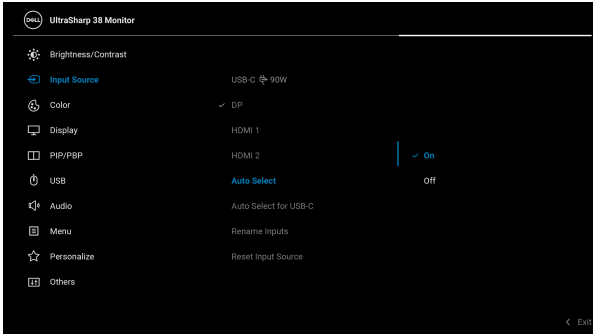 DELL UltraSharp 38 Monitor
Brightness/Contrast
Input Source USB-C 90W
Color DP
Display HDMI 1
PIP/PBP HDMI 2 On
USB Auto Select Off
Audio Auto Select for USB-C
Menu Rename Inputs
Personalize Reset Input Source
Others
Exit